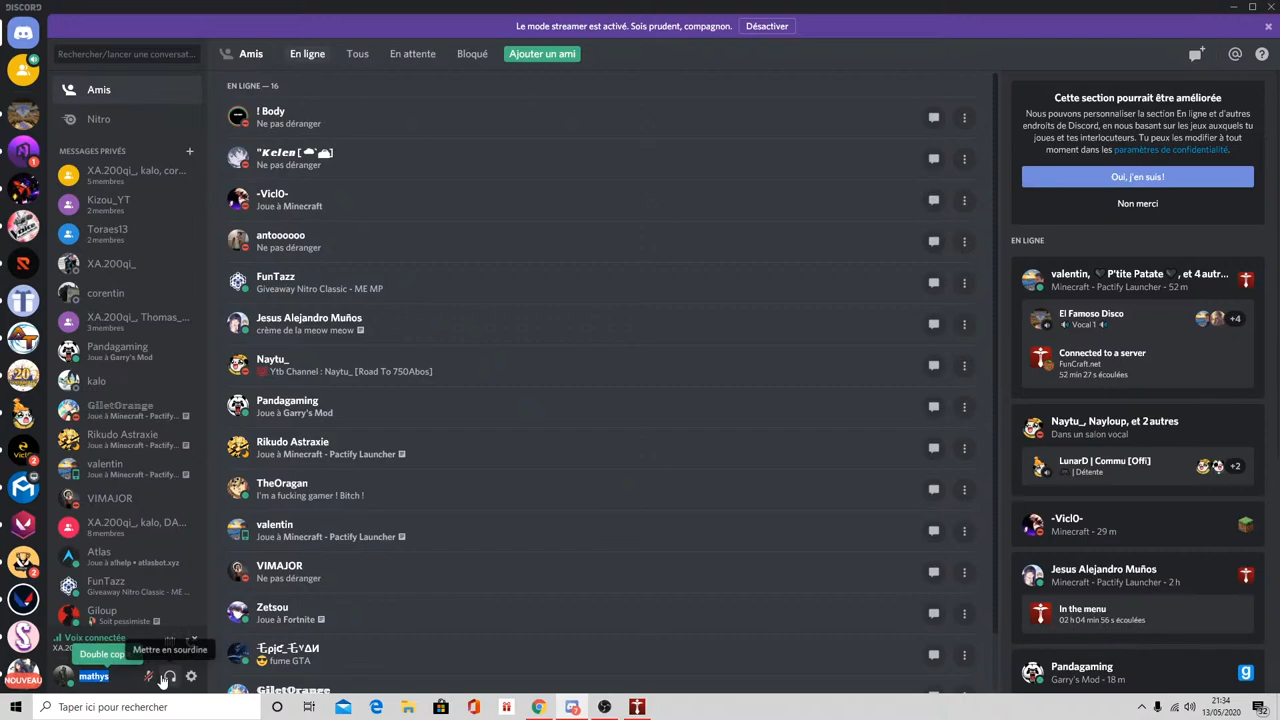 DISCORD
Le mode streamer est activé. Sois prudent, compagnon.
Désactiver
Rechercher/lancer une conversat...
Amis
En ligne
Tous
En attente
Bloqué
Ajouter un ami
Amis
Nitro
MESSAGES PRIVÉS
XA.200qi_, kalo, cor...
5 membres
Kizou_YT
2 membres
Toraes13
2 membres
XA.200qi_
corentin
XA.200qi_, Thomas_...
3 membres
Pandagaming
Joue à Garry's Mod
kalo
GiletOrange
Joue à Minecraft - Pactify...
Rikudo Astraxie
Joue à Minecraft - Pactify...
valentin
Joue à Minecraft - Pactify...
VIMAJOR
XA.200qi_, kalo, DA...
8 membres
Atlas
Joue à a!help • atlasbot.xyz
FunTazz
Giveaway Nitro Classic - ME ...
Giloup
Soit pessimiste
Voix connectée
Double cop
Mettre en sourdine
mathys
NOUVEAU
EN LIGNE — 16
! Body
Ne pas déranger
"Kelen [
Ne pas déranger
-Vicl0-
Joue à Minecraft
antoooooo
Ne pas déranger
FunTazz
Giveaway Nitro Classic - ME MP
Jesus Alejandro Muños
crème de la meow meow
Naytu_
Ytb Channel : Naytu_ [Road To 750Abos]
Pandagaming
Joue à Garry's Mod
Rikudo Astraxie
Joue à Minecraft - Pactify Launcher
TheOragan
I'm a fucking gamer ! Bitch !
valentin
Joue à Minecraft - Pactify Launcher
VIMAJOR
Ne pas déranger
Zetsou
Joue à Fortnite
fume GTA
GiletOrange
Cette section pourrait être améliorée
Nous pouvons personnaliser la section En ligne et d'autres
endroits de Discord, en nous basant sur les jeux auxquels tu
joues et tes interlocuteurs. Tu peux les modifier à tout
moment dans les paramètres de confidentialité.
Oui, j'en suis!
Non merci
EN LIGNE
valentin, P'tite Patate, et 4 autr...
Minecraft - Pactify Launcher - 52 m
El Famoso Disco
Vocal 1
+4
Connected to a server
FunCraft.net
52 min 27 s écoulées
Naytu_, Nayloup, et 2 autres
Dans un salon vocal
LunarD | Commu [Offi]
| Détente
+2
-Vicl0-
Minecraft - 29 m
Jesus Alejandro Muños
Minecraft - Pactify Launcher - 2 h
In the menu
02 h 04 min 56 s écoulées
Pandagaming
Garry's Mod - 18 m
Taper ici pour rechercher
21:34
13/05/2020